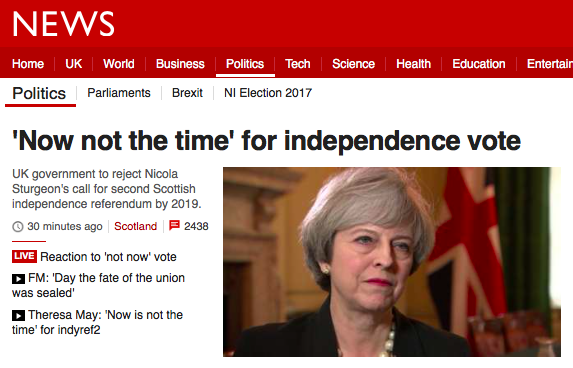 NEWS
Home UK World Business Politics Tech Science Health Education Entertain
Politics Parliaments Brexit NI Election 2017
'Now not the time' for independence vote
UK government to reject Nicola
Sturgeon's call for second Scottish
independence referendum by 2019.
30 minutes ago Scotland 2438
LIVE Reaction to 'not now' vote
FM: 'Day the fate of the union
was sealed'
Theresa May: 'Now is not the
time' for indyref2